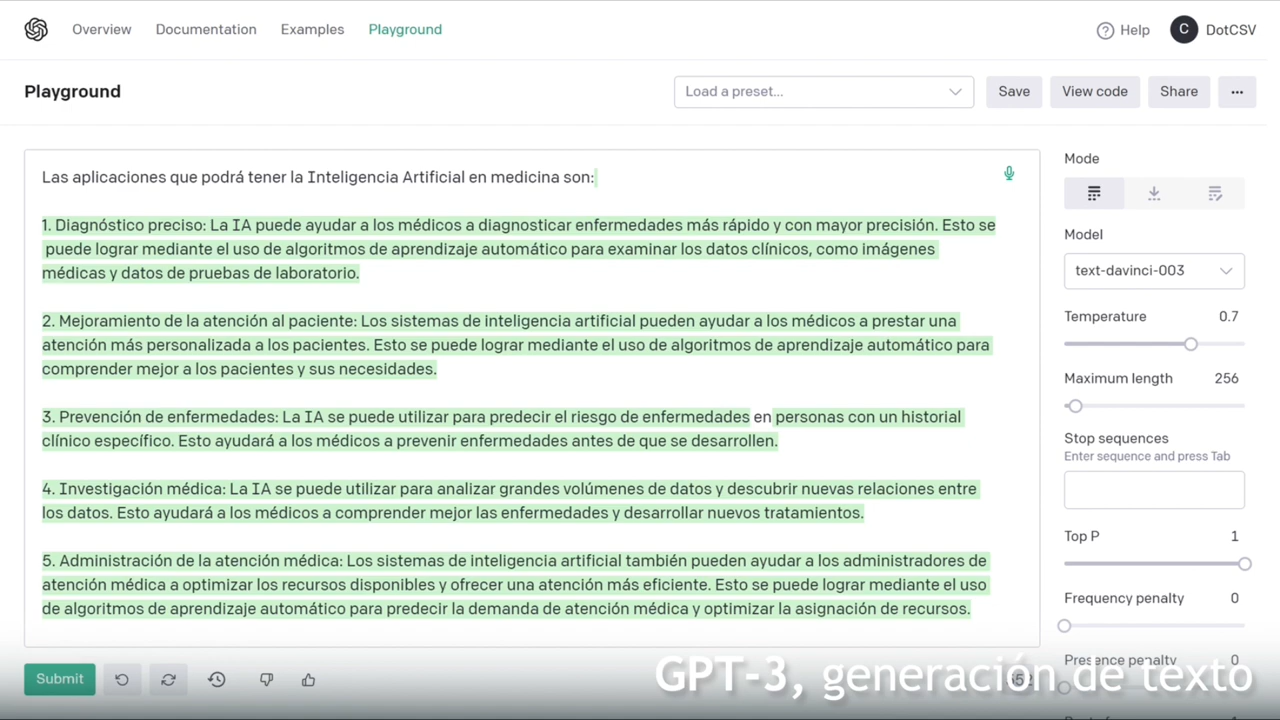 Overview Documentation Examples Playground Help C DotCSV
Playground Load a preset... Save View code Share ...
Las aplicaciones que podrá tener la Inteligencia Artificial en medicina son:
1. Diagnóstico preciso: La IA puede ayudar a los médicos a diagnosticar enfermedades más rápido y con mayor precisión. Esto se
puede lograr mediante el uso de algoritmos de aprendizaje automático para examinar los datos clínicos, como imágenes
médicas y datos de pruebas de laboratorio.
2. Mejoramiento de la atención al paciente: Los sistemas de inteligencia artificial pueden ayudar a los médicos a prestar una
atención más personalizada a los pacientes. Esto se puede lograr mediante el uso de algoritmos de aprendizaje automático para
comprender mejor a los pacientes y sus necesidades.
3. Prevención de enfermedades: La IA se puede utilizar para predecir el riesgo de enfermedades en personas con un historial
clínico específico. Esto ayudará a los médicos a prevenir enfermedades antes de que se desarrollen.
4. Investigación médica: La IA se puede utilizar para analizar grandes volúmenes de datos y descubrir nuevas relaciones entre
los datos. Esto ayudará a los médicos a comprender mejor las enfermedades y desarrollar nuevos tratamientos.
5. Administración de la atención médica: Los sistemas de inteligencia artificial también pueden ayudar a los administradores de
atención médica a optimizar los recursos disponibles y ofrecer una atención más eficiente. Esto se puede lograr mediante el uso
de algoritmos de aprendizaje automático para predecir la demanda de atención médica y optimizar la asignación de recursos.
Submit
Mode
Model
text-davinci-003
Temperature 0.7
Maximum length 256
Stop sequences
Enter sequence and press Tab
Top P 1
Frequency penalty 0
Presence penalty 0
GPT-3, generación de texto